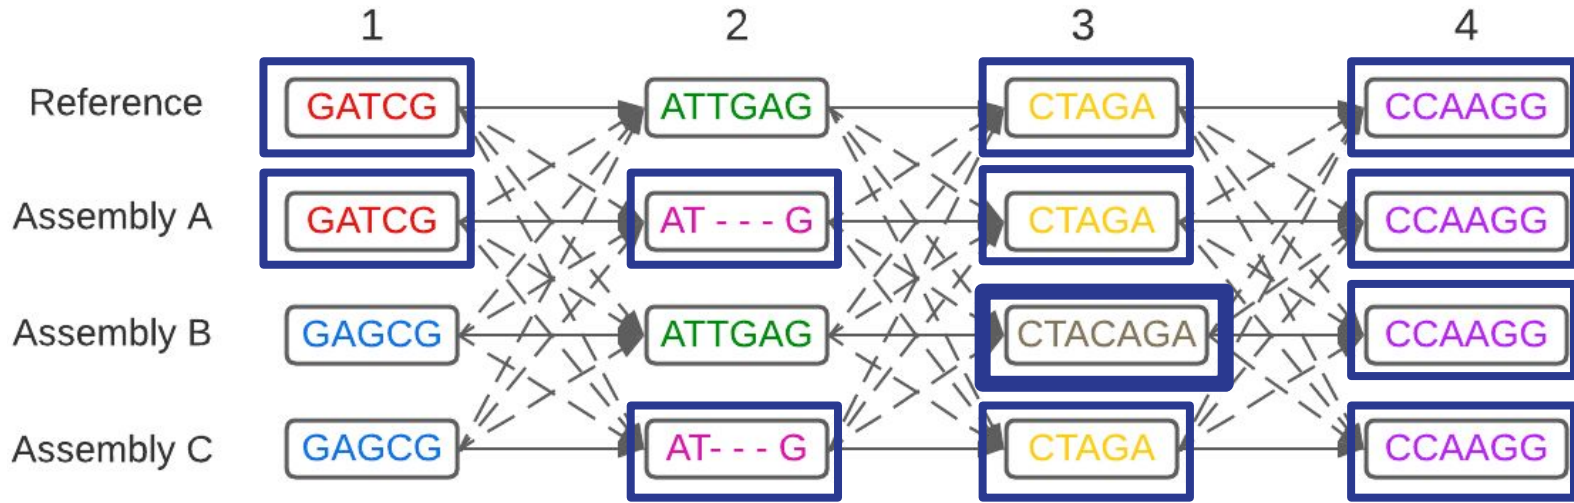 1 2 3 4
Reference GATCG ATTGAG CTAGA CCAAGG
Assembly A GATCG AT - - - G CTAGA CCAAGG
Assembly B GAGCG ATTGAG CTACAGA CCAAGG
Assembly C GAGCG AT- - - G CTAGA CCAAGG